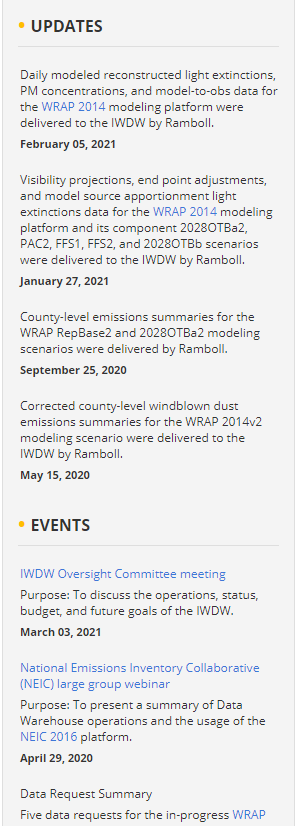 • UPDATES
Daily modeled reconstructed light extinctions,
PM concentrations, and model-to-obs data for
the WRAP 2014 modeling platform were
delivered to the IWDW by Ramboll.
February 05, 2021
Visibility projections, end point adjustments,
and model source apportionment light
extinctions data for the WRAP 2014 modeling
platform and its component 2028OTBa2,
PAC2, FFS1, FFS2, and 2028OTBb scenarios
were delivered to the IWDW by Ramboll.
January 27, 2021
County-level emissions summaries for the
WRAP RepBase2 and 2028OTBa2 modeling
scenarios were delivered by Ramboll.
September 25, 2020
Corrected county-level windblown dust
emissions summaries for the WRAP 2014v2
modeling scenario were delivered to the
IWDW by Ramboll.
May 15, 2020
• EVENTS
IWDW Oversight Committee meeting
Purpose: To discuss the operations, status,
budget, and future goals of the IWDW.
March 03, 2021
National Emissions Inventory Collaborative
(NEIC) large group webinar
Purpose: To present a summary of Data
Warehouse operations and the usage of the
NEIC 2016 platform.
April 29, 2020
Data Request Summary
Five data requests for the in-progress WRAP